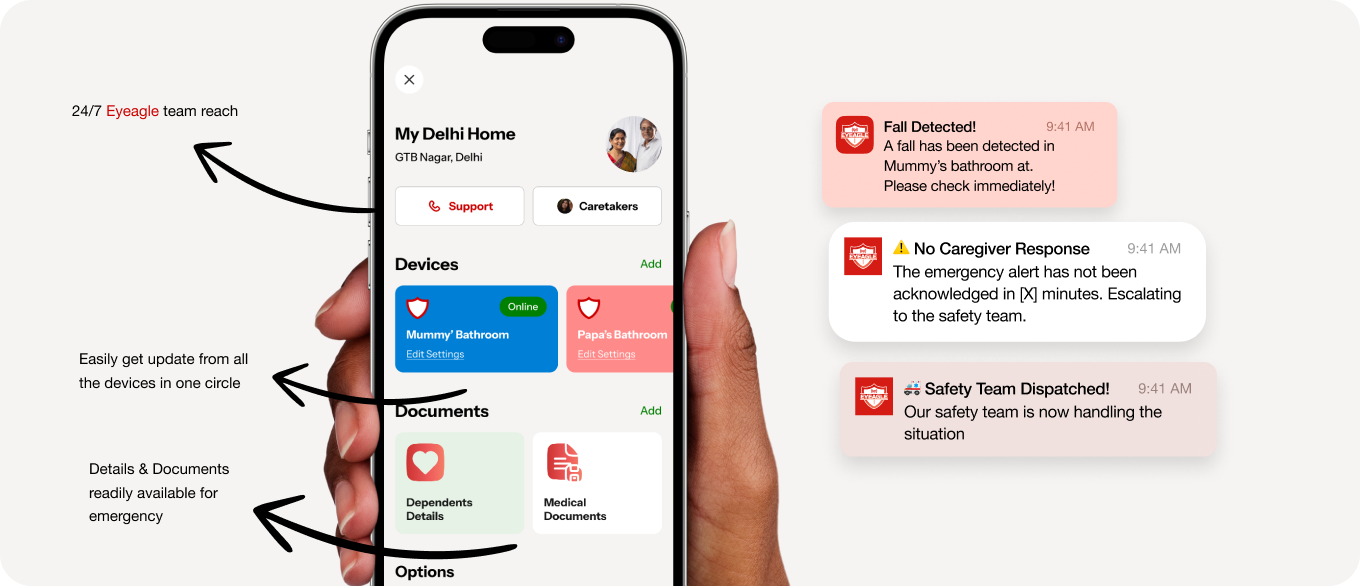 24/7 Eyeagle team reach
Easily get update from all
the devices in one circle
Details & Documents
readily available for
emergency
My Delhi Home
GTB Nagar, Delhi
Support
Caretakers
Devices
Add
Online
Mummy’ Bathroom
Edit Settings
Papa’s Bathroom
Edit Settings
Documents
Add
Dependents
Details
Medical
Documents
Options
EYEAGLE
Fall Detected!
9:41 AM
A fall has been detected in
Mummy’s bathroom at.
Please check immediately!
EYEAGLE
⚠️ No Caregiver Response
9:41 AM
The emergency alert has not been
acknowledged in [X] minutes. Escalating
to the safety team.
EYEAGLE
🚑 Safety Team Dispatched!
9:41 AM
Our safety team is now handling the
situation